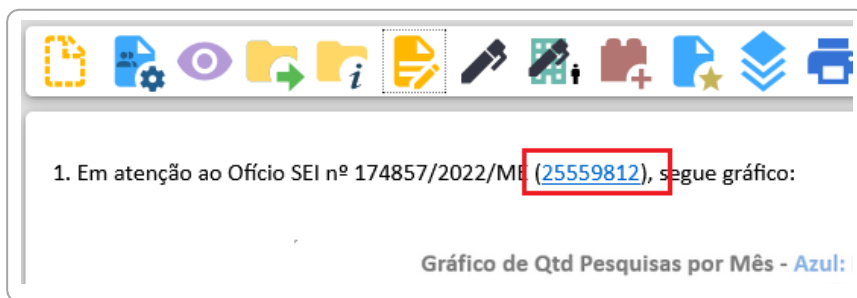 1. Em atenção ao Ofício SEI nº 174857/2022/ME (25559812), segue gráfico:
Gráfico de Qtd Pesquisas por Mês - Azul: